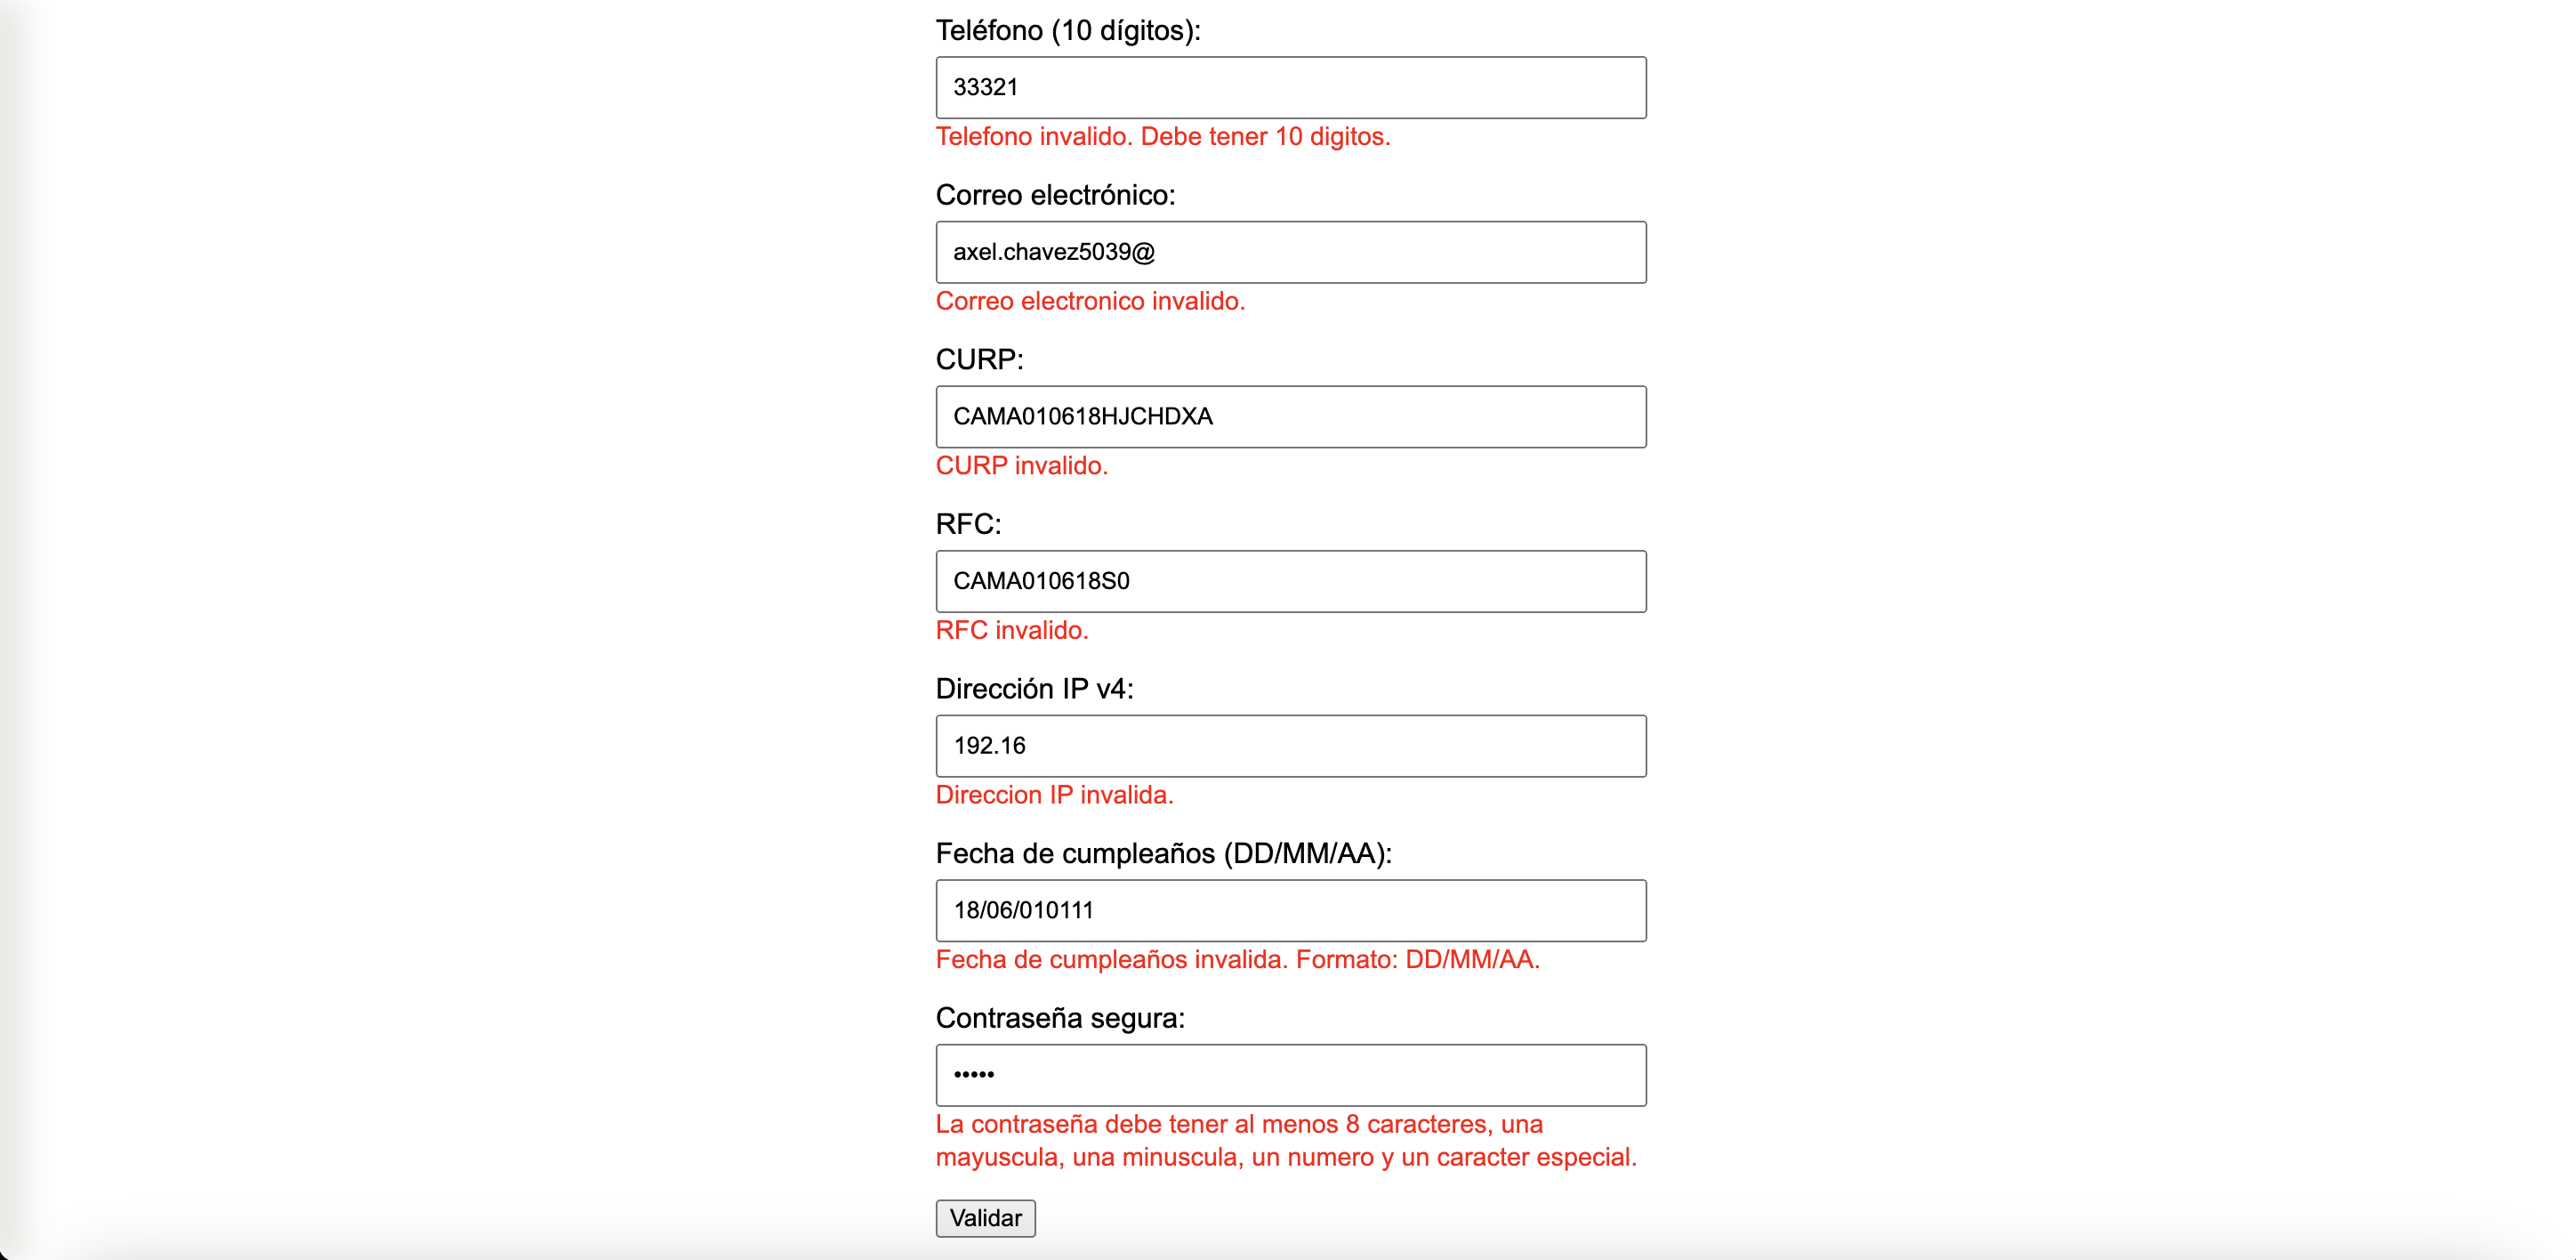 Teléfono (10 dígitos):
33321
Telefono invalido. Debe tener 10 digitos.
Correo electrónico:
axel.chavez5039@
Correo electronico invalido.
CURP:
CAMA010618HJCHDXA
CURP invalido.
RFC:
CAMA010618S0
RFC invalido.
Dirección IP v4:
192.16
Direccion IP invalida.
Fecha de cumpleaños (DD/MM/AA):
18/06/010111
Fecha de cumpleaños invalida. Formato: DD/MM/AA.
Contraseña segura:
•••••
La contraseña debe tener al menos 8 caracteres, una
mayuscula, una minuscula, un numero y un caracter especial.
Validar